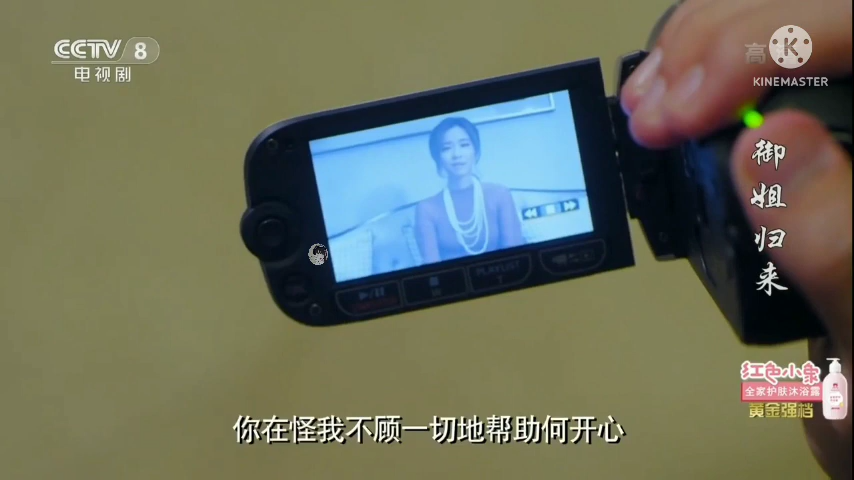 CCTV 8
电视剧
高清
KINEMASTER
御姐归来
PLAYLIST
红色小象
全家护肤沐浴露
黄金强档
你在怪我不顾一切地帮助何开心